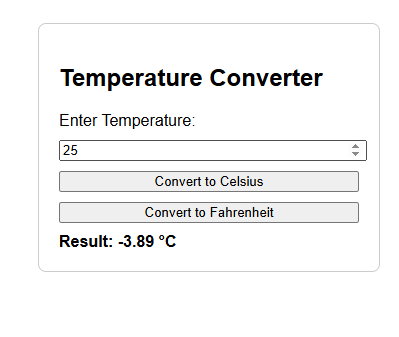 Temperature Converter
Enter Temperature:
25
Convert to Celsius
Convert to Fahrenheit
Result: -3.89 °C